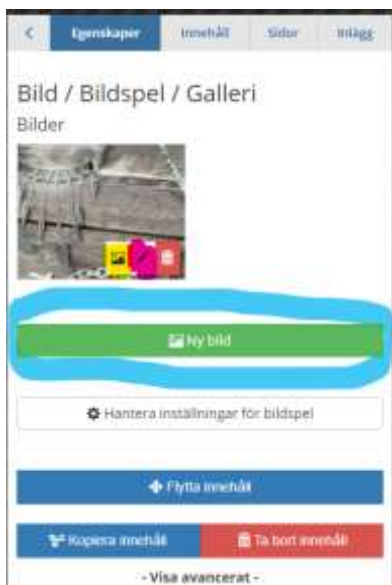 Egenskaper Innehåll Sidor Inlägg
Bild / Bildspel / Galleri
Bilder
Ny bild
Hantera inställningar för bildspel
Flytta innehåll
Kopiera innehåll Ta bort innehåll
- Visa avancerat -